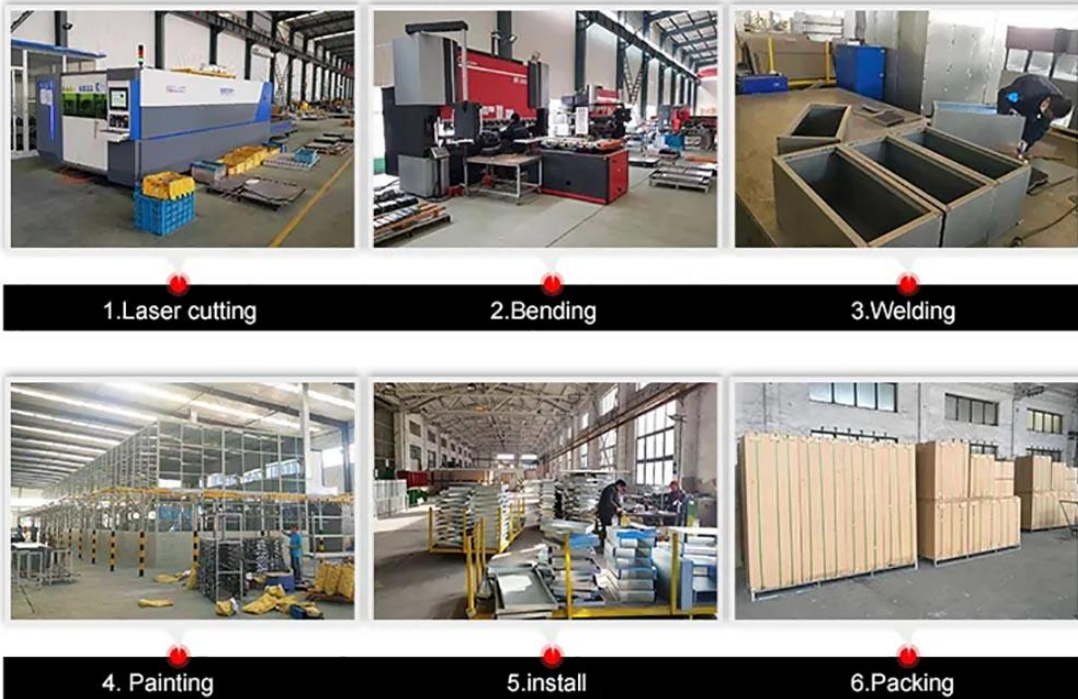 1.Laser cutting
2.Bending
3.Welding
4. Painting
5.install
6.Packing